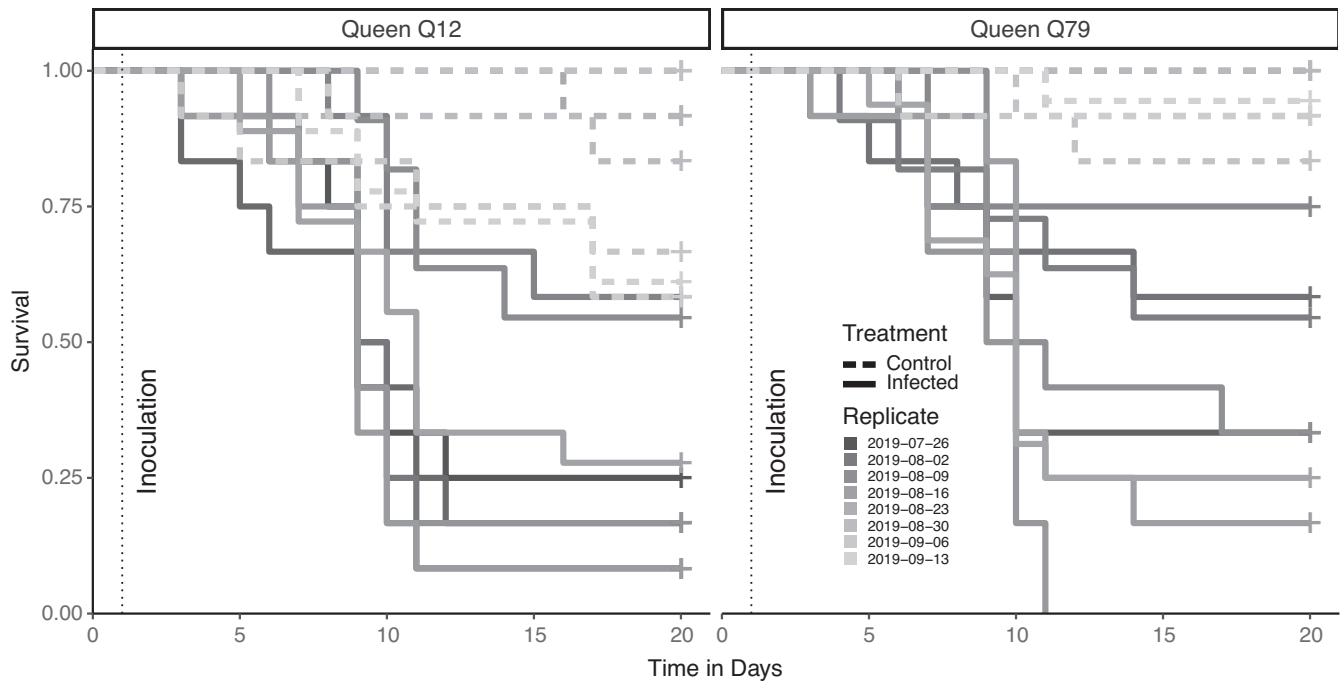 Queen Q12
Queen Q79
Survival
1.00
0.75
0.50
0.25
0.00
Inoculation
Inoculation
Treatment
Control
Infected
Replicate
2019–07–26
2019–08–02
2019–08–09
2019–08–16
2019–08–23
2019–08–30
2019–09–06
2019–09–13
0 5 10 15 20
0 5 10 15 20
Time in Days